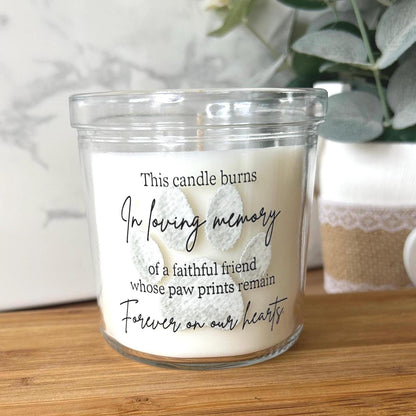 This candle burns
In loving memory
of a faithful friend
whose paw prints remain
Forever on our hearts.